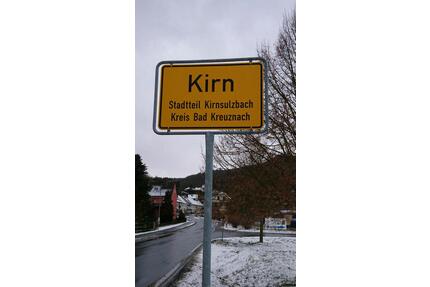 Kirn
Stadtteil Kirnsulzbach
Kreis Bad Kreuznach